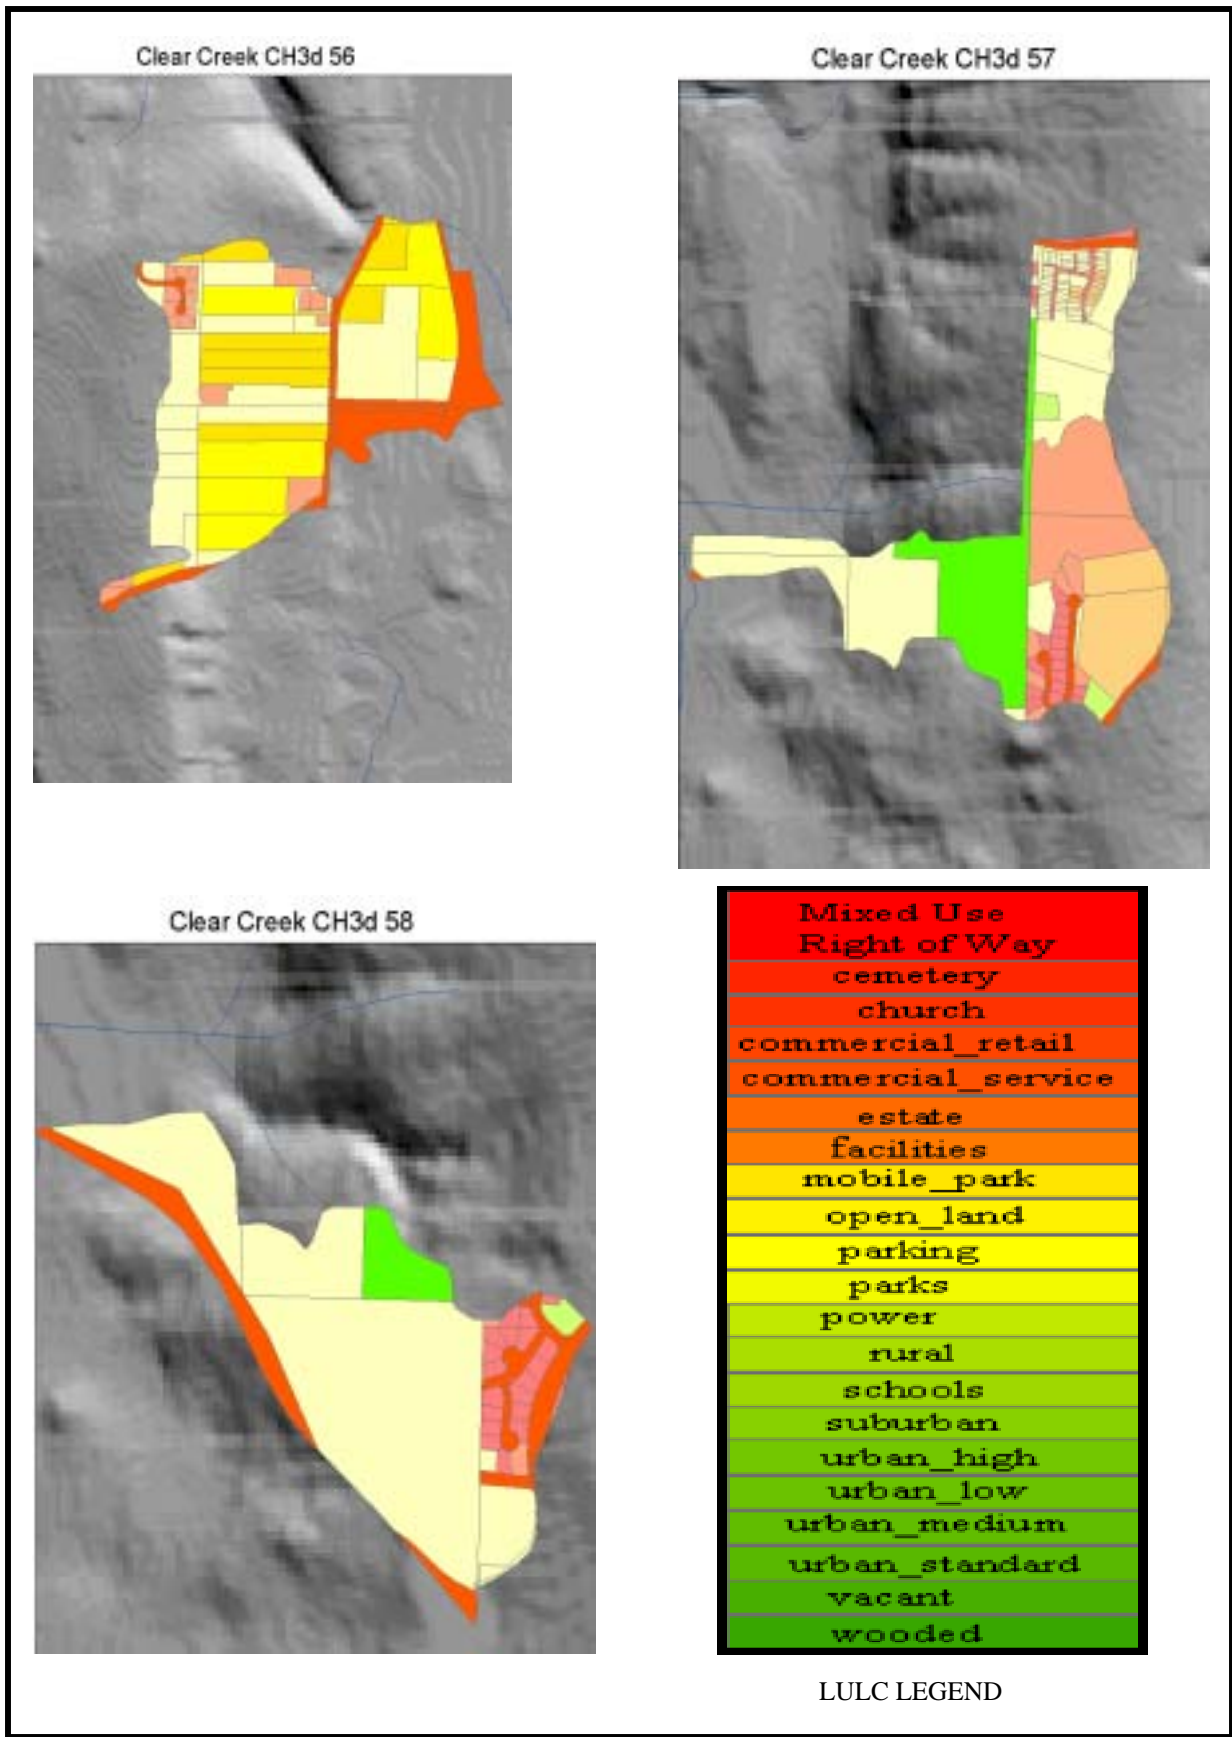 Clear Creek CH3d 56
Clear Creek CH3d 57
Clear Creek CH3d 58
Mixed Use
Right of Way
cemetery
church
commercial_retail
commercial_service
estate
facilities
mobile_park
open_land
parking
parks
power
rural
schools
suburban
urban_high
urban_low
urban_medium
urban_standard
vacant
wooded
LULC LEGEND